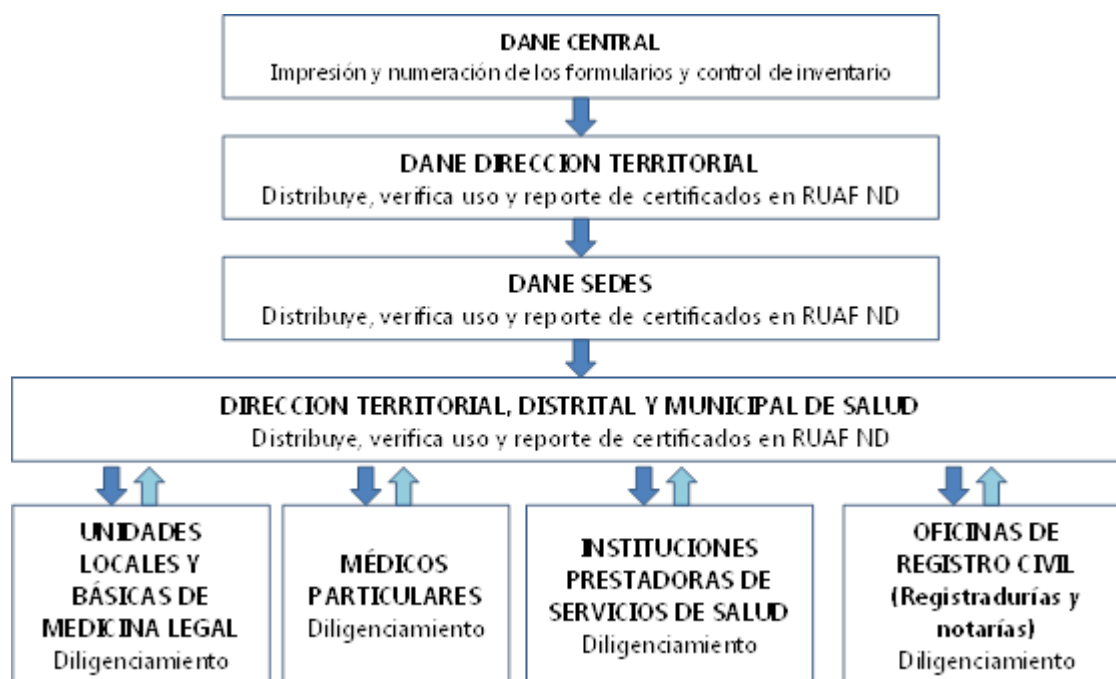 DANE CENTRAL
Impresión y numeración de los formularios y control de inventario
DANE DIRECCION TERRITORIAL
Distribuye, verifica uso y reporte de certificados en RUAF ND
DANE SEDES
Distribuye, verifica uso y reporte de certificados en RUAF ND
DIRECCION TERRITORIAL, DISTRITAL Y MUNICIPAL DE SALUD
Distribuye, verifica uso y reporte de certificados en RUAF ND
UNIDADES
LOCALES Y
BÁSICAS DE
MEDICINA LEGAL
Diligenciamiento
MÉDICOS
PARTICULARES
Diligenciamiento
INSTITUCIONES
PRESTADORAS DE
SERVICIOS DE SALUD
Diligenciamiento
OFICINAS DE
REGISTRO CIVIL
(Registradurías y
notarías)
Diligenciamiento